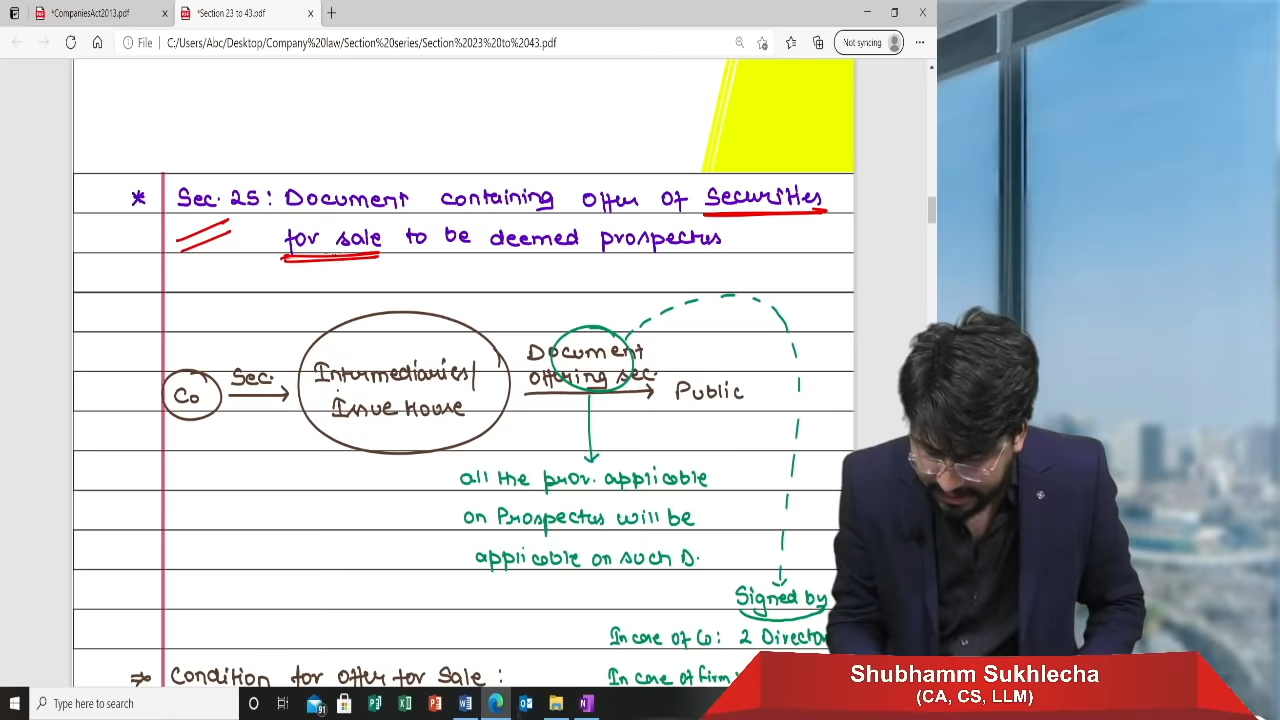 *CompaniesAct2013.pdf
*Section 23 to 43.pdf
File
C:/Users/Abc/Desktop/Company%20law/Section%20series/Section%2023%20to%2043.pdf
Not syncing
* Sec. 25: Document containing offer of Securities
for sale to be deemed prospectus
Co
Sec.
Intermediaries/
Issue House
Document
offering sec.
Public
all the prov. applicable
on Prospectus will be
applicable on such D.
Signed by
In case of Co: 2 Director
⇒ Condition for offer for Sale:
In case of firm
Shubhamm Sukhlecha
(CA, CS, LLM)
Type here to search
91